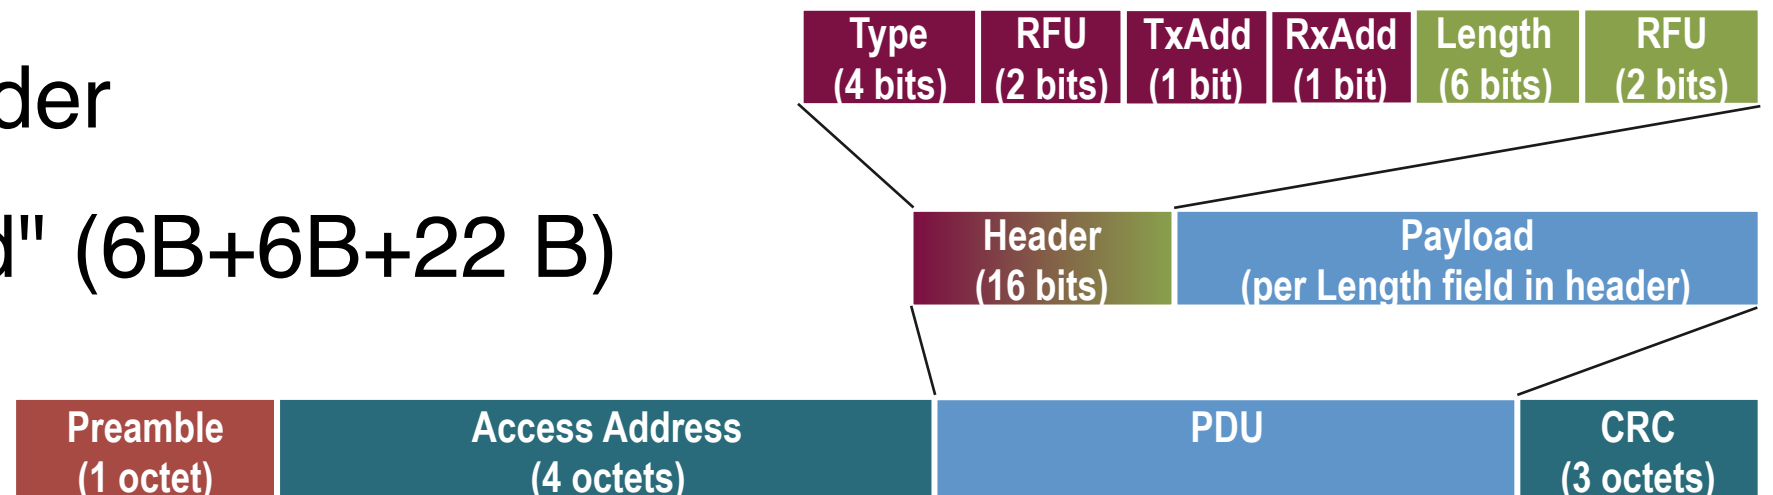 Type RFU TxAdd RxAdd Length RFU
(4 bits) (2 bits) (1 bit) (1 bit) (6 bits) (2 bits)
der
d" (6B+6B+22 B)
Header Payload
(16 bits) (per Length field in header)
Preamble Access Address PDU CRC
(1 octet) (4 octets) (3 octets)